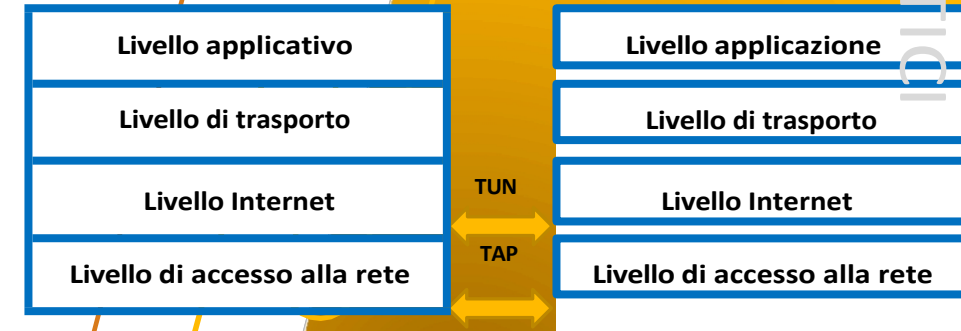 Livello applicativo
Livello applicazione
Livello di trasporto
Livello di trasporto
TUN
Livello Internet
Livello Internet
TAP
Livello di accesso alla rete
Livello di accesso alla rete
TICI